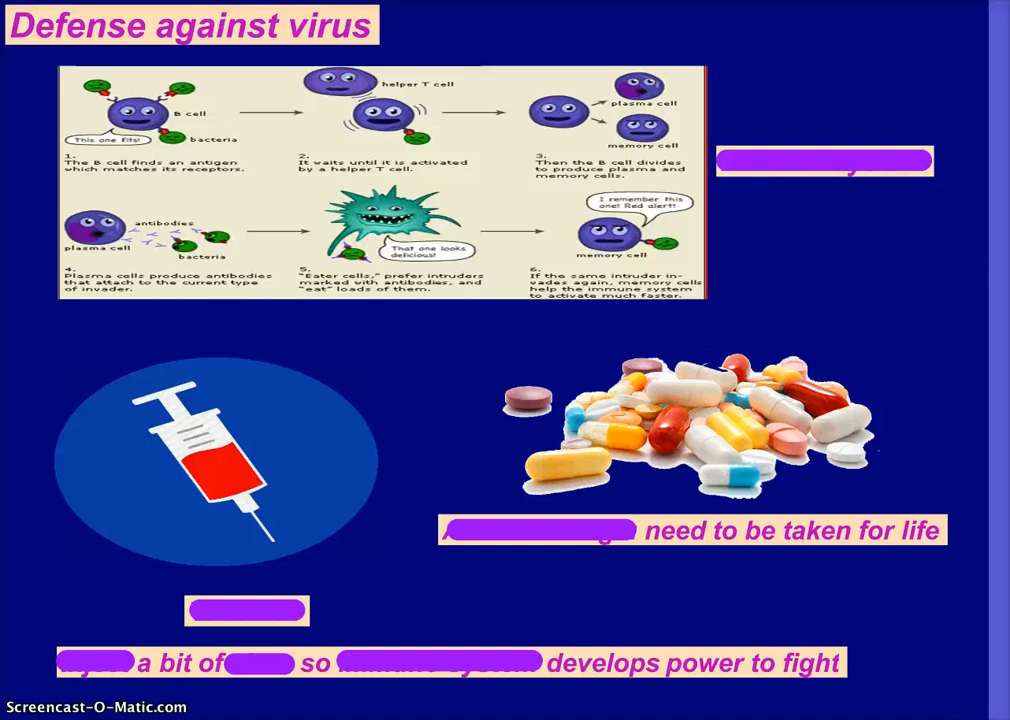 Defense against virus
helper T cell
B cell
plasma cell
This one fits!
bacteria
memory cell
1.
The B cell finds an antigen
which matches its receptors.
2.
It waits until it is activated
by a helper T cell.
3.
Then the B cell divides
to produce plasma and
memory cells.
I remember this
one! Red alert!
antibodies
plasma cell
bacteria
That one looks
delicious!
memory cell
4.
Plasma cells produce antibodies
that attach to the current type
of invader.
5.
"Eater cells," prefer intruders
marked with antibodies, and
"eat" loads of them.
6.
If the same intruder in-
vades again, memory cells
help the immune system
to activate much faster.
need to be taken for life
a bit of so develops power to fight
Screencast-O-Matic.com